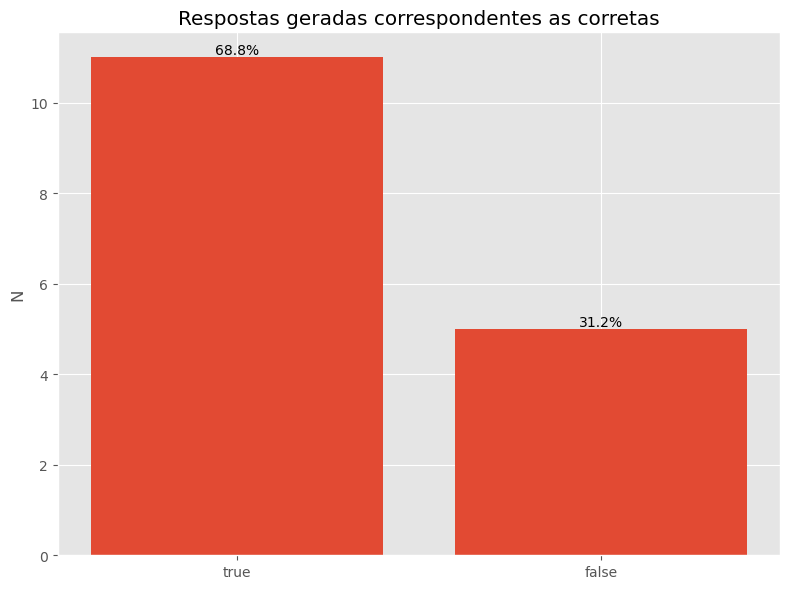 Respostas geradas correspondentes as corretas
68.8%
31.2%
N
10
8
6
4
2
0
true
false